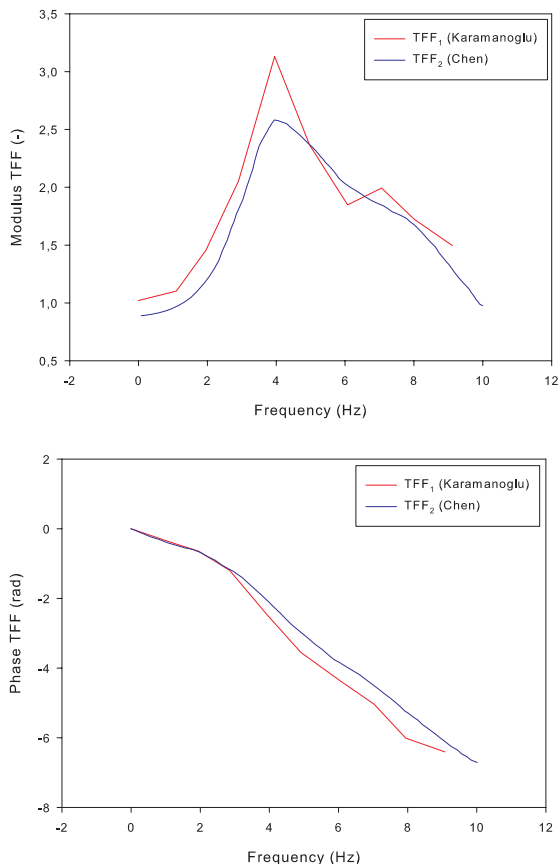 3,5
3,0
2,5
2,0
1,5
1,0
0,5
Modulus TFF (-)
TFF₁ (Karamanoglu)
TFF₂ (Chen)
-2 0 2 4 6 8 10 12
Frequency (Hz)
2
0
-2
-4
-6
-8
Phase TFF (rad)
TFF₁ (Karamanoglu)
TFF₂ (Chen)
-2 0 2 4 6 8 10 12
Frequency (Hz)